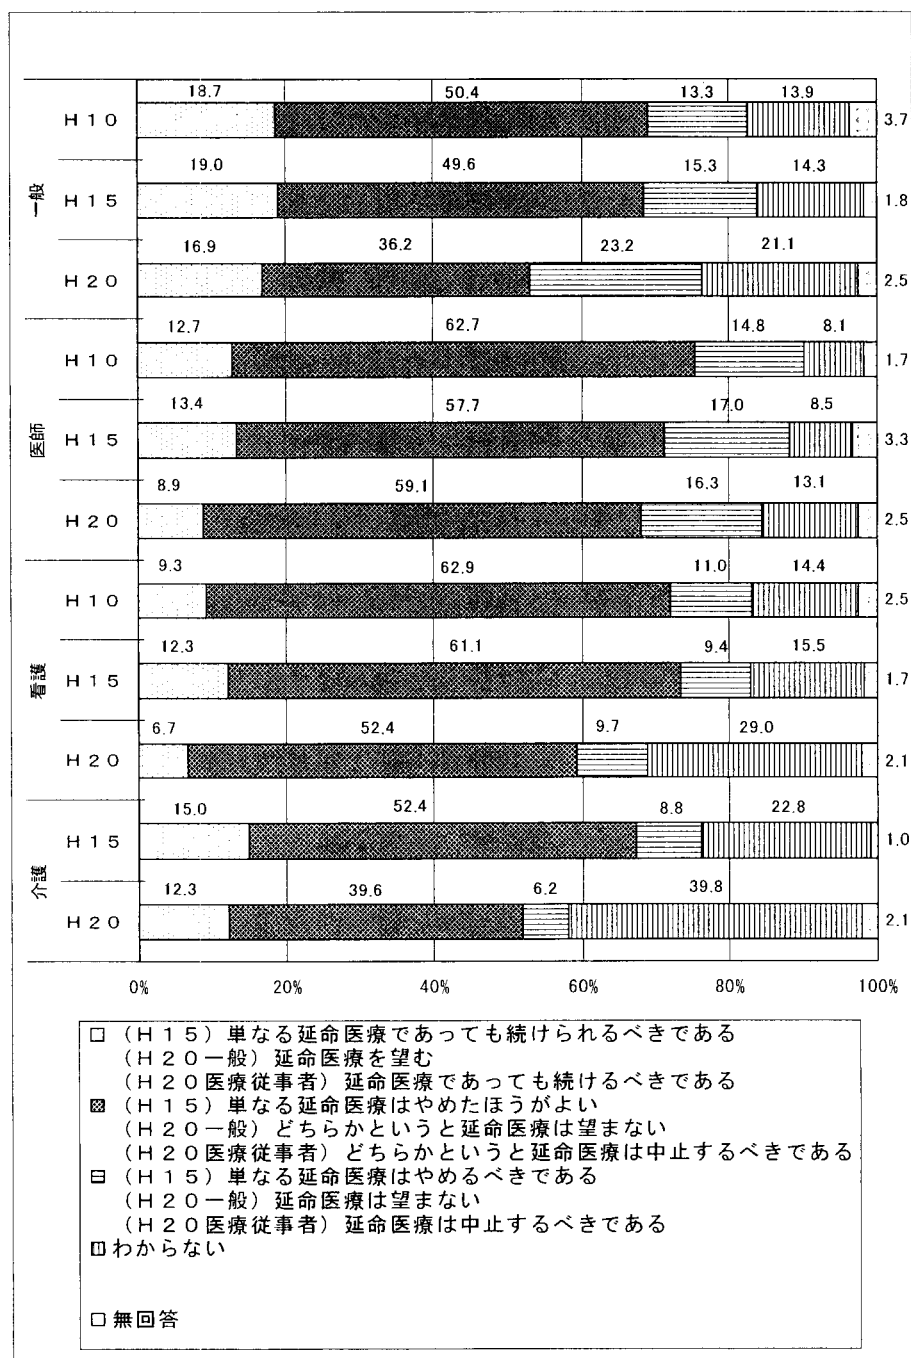 18.7 50.4 13.3 13.9
H10 3.7
19.0 49.6 15.3 14.3
一般 H15 1.8
16.9 36.2 23.2 21.1
H20 2.5
12.7 62.7 14.8 8.1
H10 1.7
13.4 57.7 17.0 8.5
医師 H15 3.3
8.9 59.1 16.3 13.1
H20 2.5
9.3 62.9 11.0 14.4
H10 2.5
12.3 61.1 9.4 15.5
看護 H15 1.7
6.7 52.4 9.7 29.0
H20 2.1
15.0 52.4 8.8 22.8
H15 1.0
介護
12.3 39.6 6.2 39.8
H20 2.1
0% 20% 40% 60% 80% 100%
(H15)単なる延命医療であっても続けられるべきである
(H20一般)延命医療を望む
(H20医療従事者)延命医療であっても続けるべきである
(H15)単なる延命医療はやめたほうがよい
(H20一般)どちらかというと延命医療は望まない
(H20医療従事者)どちらかというと延命医療は中止するべきである
(H15)単なる延命医療はやめるべきである
(H20一般)延命医療は望まない
(H20医療従事者)延命医療は中止するべきである
わからない
無回答